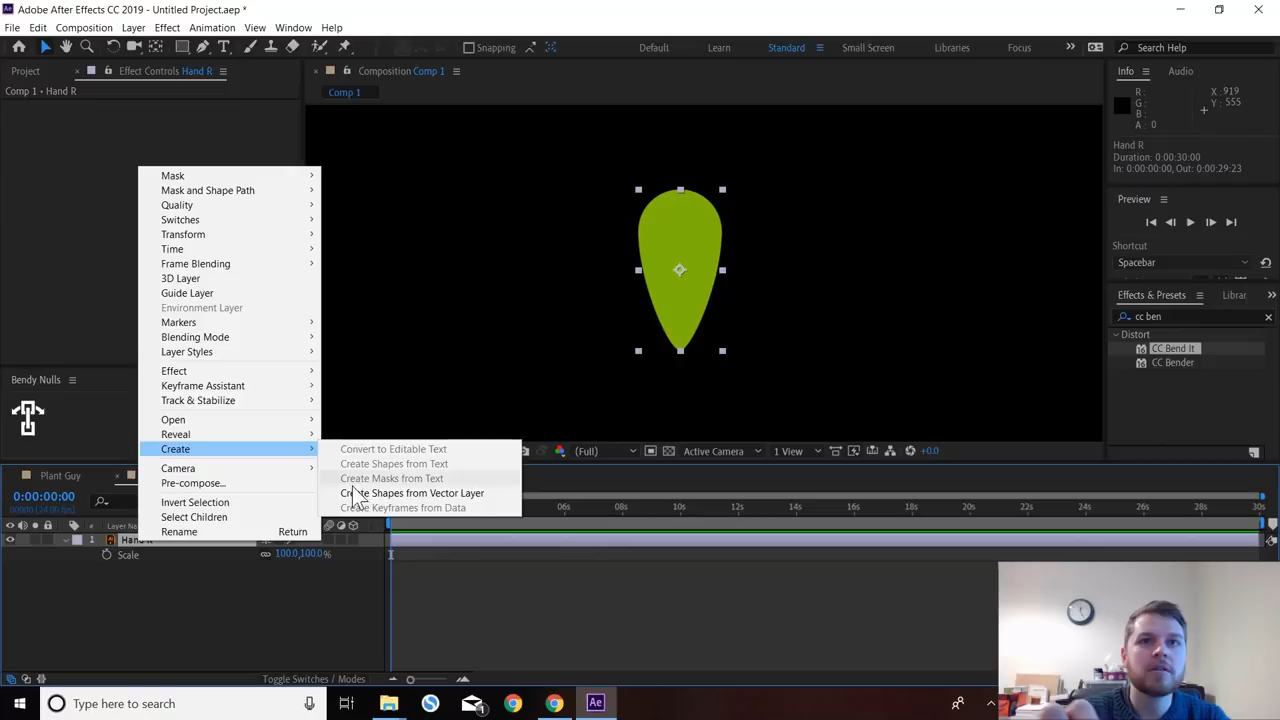 Adobe After Effects CC 2019 - Untitled Project.aep *
File Edit Composition Layer Effect Animation View Window Help
Snapping Default Learn Standard Small Screen Libraries Focus Search Help
Project Effect Controls Hand R
Comp 1 • Hand R
Composition Comp 1
Comp 1
Info Audio
R :
G :
B :
A : 0
X : 919
Y : 555
Hand R
Duration: 0:00:30:00
In: 0:00:00:00, Out: 0:00:29:23
Preview
Shortcut
Spacebar
Effects & Presets Librar
cc ben
Distort
CC Bend It
CC Bender
Mask
Mask and Shape Path
Quality
Switches
Transform
Time
Frame Blending
3D Layer
Guide Layer
Environment Layer
Markers
Blending Mode
Layer Styles
Effect
Keyframe Assistant
Track & Stabilize
Open
Reveal
Create
Camera
Pre-compose...
Invert Selection
Select Children
Rename Return
Convert to Editable Text
Create Shapes from Text
Create Masks from Text
Create Shapes from Vector Layer
Create Keyframes from Data
Bendy Nulls
(Full) Active Camera 1 View +0.0
Plant Guy
0:00:00:00
06s 08s 10s 12s 14s 16s 18s 20s 22s 24s 26s 28s 30s
1 Hand R
Scale 100.0,100.0 %
Toggle Switches / Modes
Type here to search
Ae